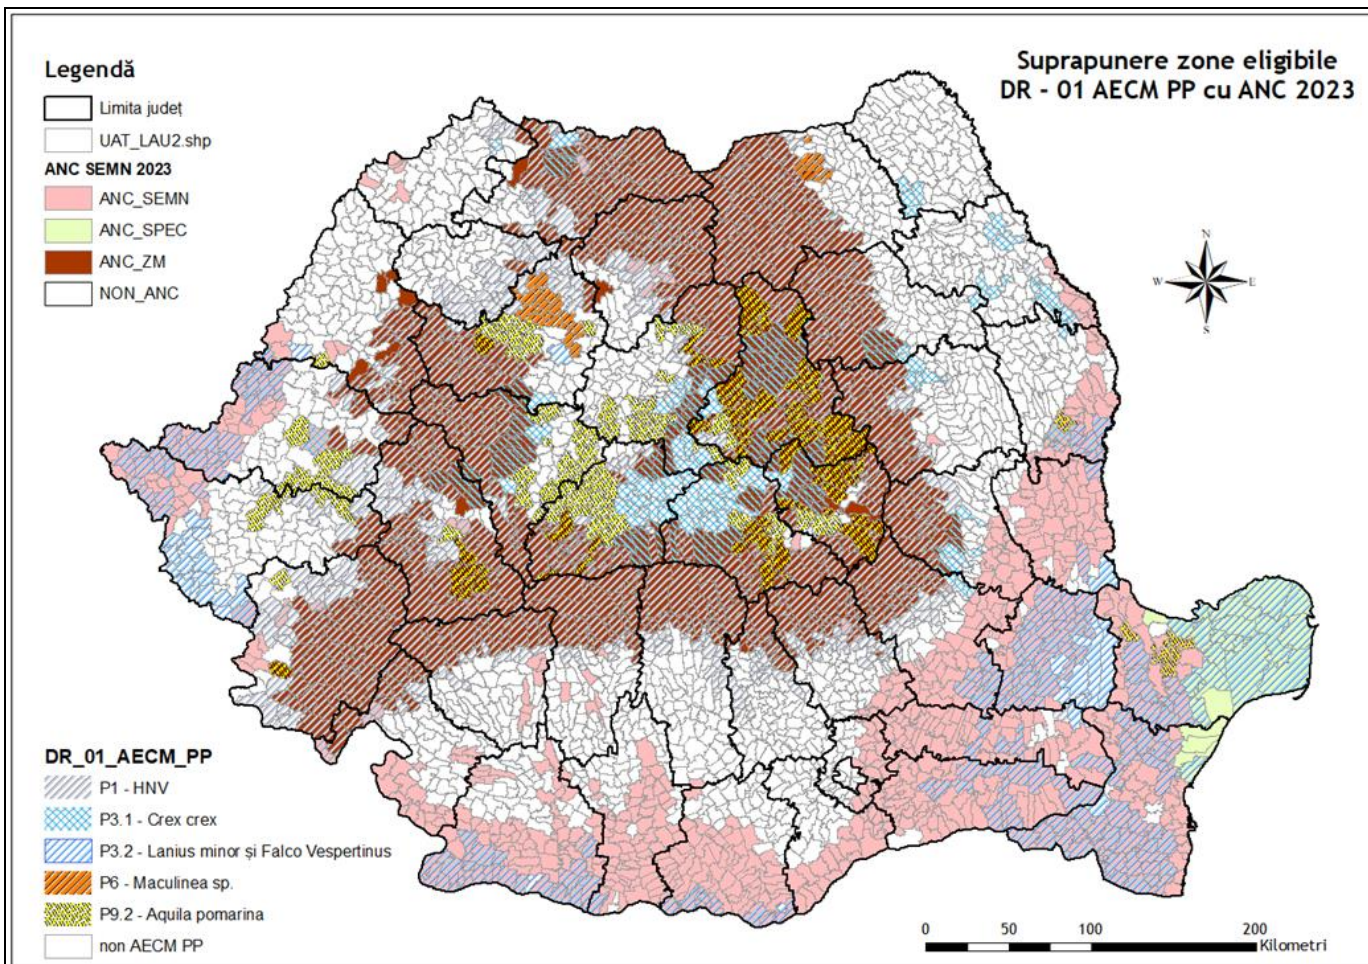 Suprapunere zone eligibile
DR - 01 AECM PP cu ANC 2023
Legendă
Limita județ
UAT_LAU2.shp
ANC SEMN 2023
ANC_SEMN
ANC_SPEC
ANC_ZM
NON_ANC
N
W
E
S
DR_01_AECM_PP
P1 - HNV
P3.1 - Crex crex
P3.2 - Lanius minor și Falco Vespertinus
P6 - Maculinea sp.
P9.2 - Aquila pomarina
non AECM PP
0 50 100 200
Kilometri